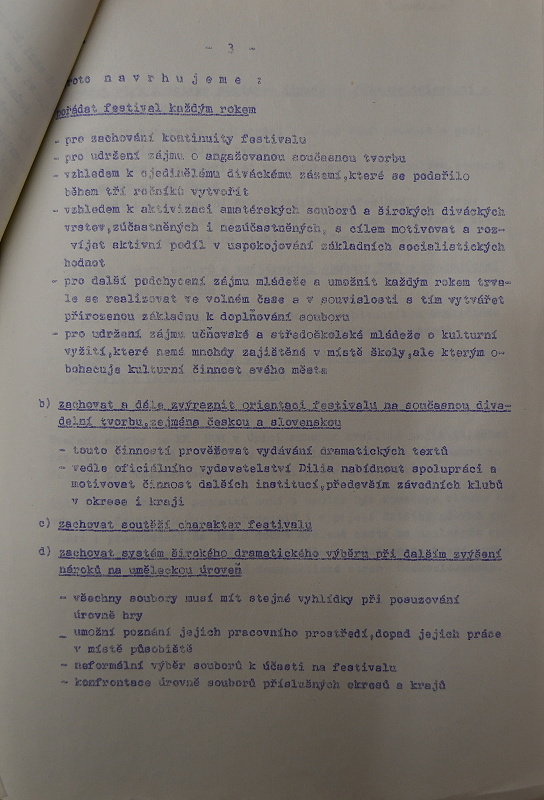 - 3 -
oto n a v r h u j e m e :
pořádat festival každým rokem
- pro zachování kontinuity festivalu
- pro udržení zájmu o angažovanou současnou tvorbu
- vzhledem k ojedinělému diváckému zázemí,které se podařilo
během tří ročníků vytvořit
- vzhledem k aktivizaci amatérských souborů a širokých diváckých
vrstev,zúčastněných i nezúčastněných, s cílem motivovat a roz-
víjet aktivní podíl v uspokojování základních socialistických
hodnot
- pro další podchycení zájmu mládeže a umožnit každým rokem trva-
le se realizovat ve volném čase a v souvislosti s tím vytvářet
přirozenou základnu k doplňování souboru
- pro udržení zájmu učňovské a středoškolské mládeže o kulturní
vyžití,které nemá mnohdy zajištěné v místě školy,ale kterým o-
bohacuje kulturní činnost svého města
b) zachovat a dále zvýraznit orientaci festivalu na současnou diva-
delní tvorbu,zejména českou a slovenskou
- touto činností prověřovat vydávání dramatických textů
- vedle oficiálního vydavatelství Dilia nabídnout spolupráci a
motivovat činnost dalších institucí,především závodních klubů
v okrese i kraji
c) zachovat soutěží charakter festivalu
d) zachovat systém širokého dramatického výběru při dalším zvýšení
nároků na uměleckou úroveň
- všechny soubory musí mít stejné vyhlídky při posuzování
úrovně hry
- umožní poznání jejich pracovního prostředí,dopad jejich práce
v místě působiště
- neformální výběr souborů k účasti na festivalu
- konfrontace úrovně souborů příslušných okresů a krajů